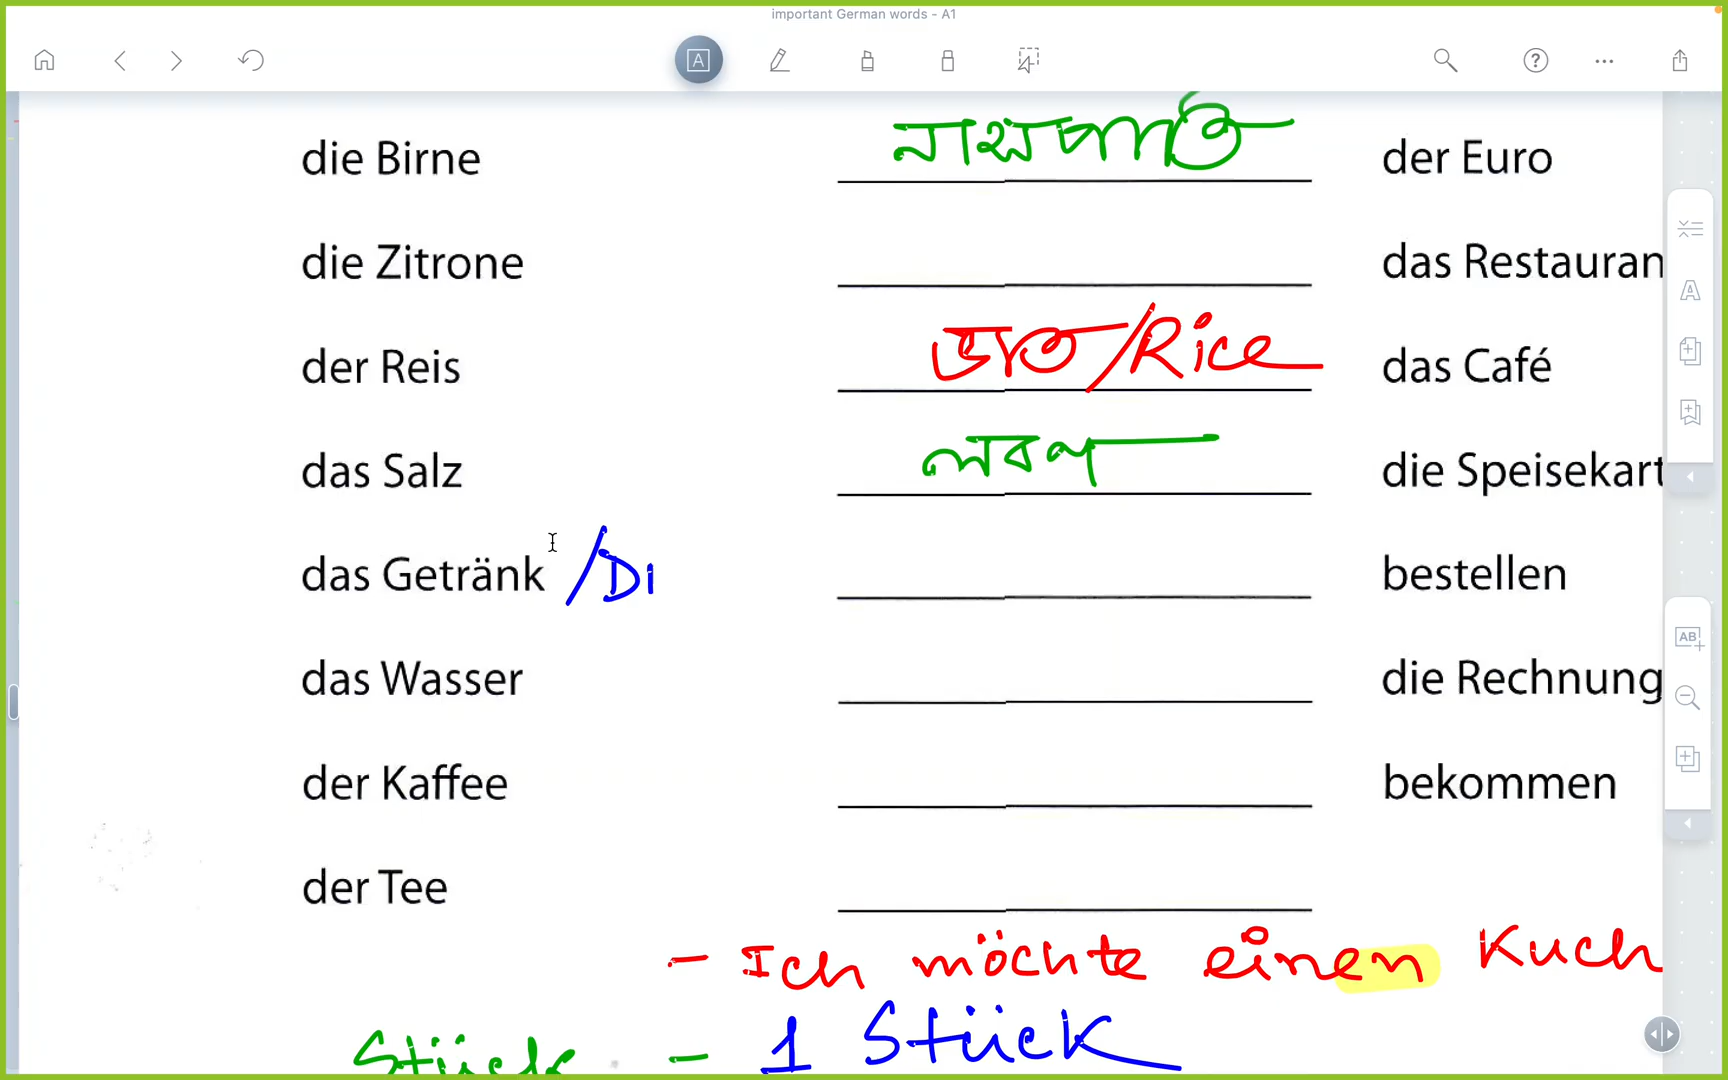 important German words - A1
die Birne নাশপাতি der Euro
die Zitrone das Restauran
der Reis ভাত/Rice das Café
das Salz লবণ die Speisekart
das Getränk /Di bestellen
das Wasser die Rechnung
der Kaffee bekommen
der Tee
- Ich möchte einen Kuch
Stück - 1 Stück